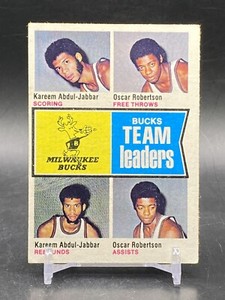 Kareem Abdul-Jabbar Oscar Robertson
SCORING FREE THROWS
BUCKS
TEAM
leaders
MILWAUKEE
BUCKS
Kareem Abdul-Jabbar Oscar Robertson
REBOUNDS ASSISTS